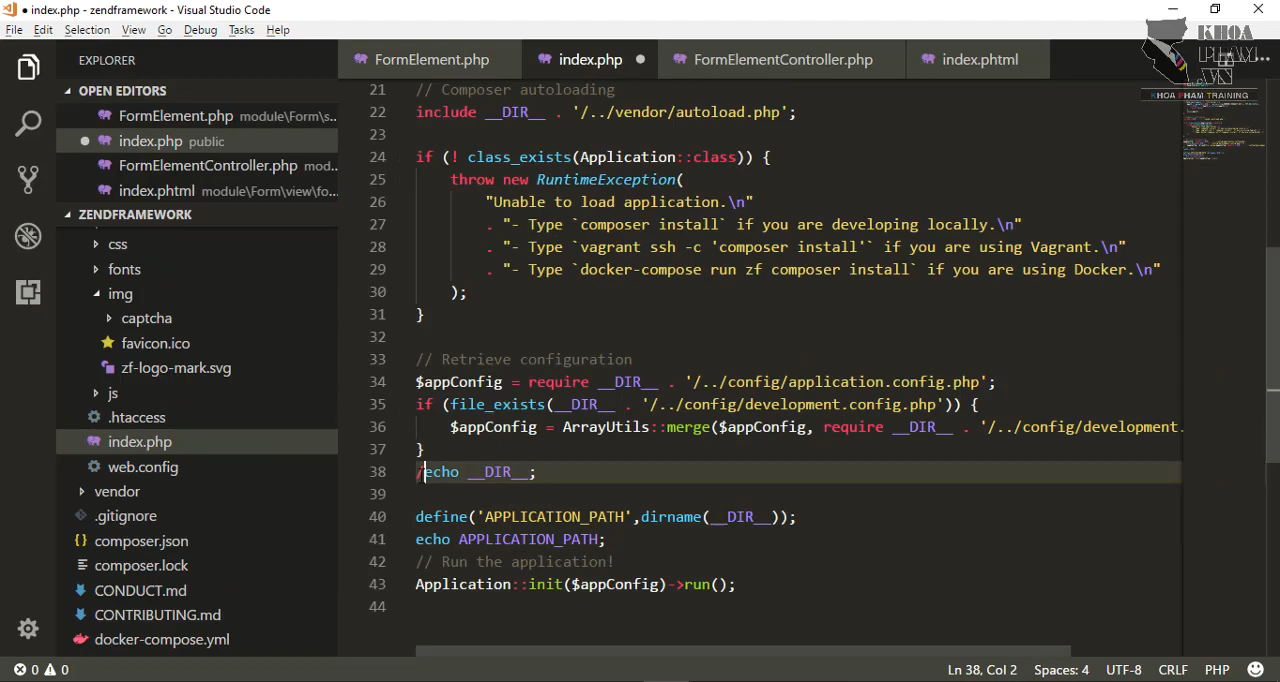 ● index.php - zendframework - Visual Studio Code
File Edit Selection View Go Debug Tasks Help
KHOA
PHAM
.VN
KHOA PHAM TRAINING
EXPLORER
FormElement.php index.php ● FormElementController.php index.phtml ...
OPEN EDITORS
FormElement.php module\Form\s...
● index.php public
FormElementController.php mod...
index.phtml module\Form\view\fo...
ZENDFRAMEWORK
css
fonts
img
captcha
favicon.ico
zf-logo-mark.svg
js
.htaccess
index.php
web.config
vendor
.gitignore
composer.json
composer.lock
CONDUCT.md
CONTRIBUTING.md
docker-compose.yml
21 // Composer autoloading
22 include __DIR__ . '/../vendor/autoload.php';
23
24 if (! class_exists(Application::class)) {
25     throw new RuntimeException(
26         "Unable to load application.\n"
27         . "- Type `composer install` if you are developing locally.\n"
28         . "- Type `vagrant ssh -c 'composer install'` if you are using Vagrant.\n"
29         . "- Type `docker-compose run zf composer install` if you are using Docker.\n"
30     );
31 }
32
33 // Retrieve configuration
34 $appConfig = require __DIR__ . '/../config/application.config.php';
35 if (file_exists(__DIR__ . '/../config/development.config.php')) {
36     $appConfig = ArrayUtils::merge($appConfig, require __DIR__ . '/../config/development.
37 }
38 /echo __DIR__;
39
40 define('APPLICATION_PATH',dirname(__DIR__));
41 echo APPLICATION_PATH;
42 // Run the application!
43 Application::init($appConfig)->run();
44
0 0 Ln 38, Col 2 Spaces: 4 UTF-8 CRLF PHP